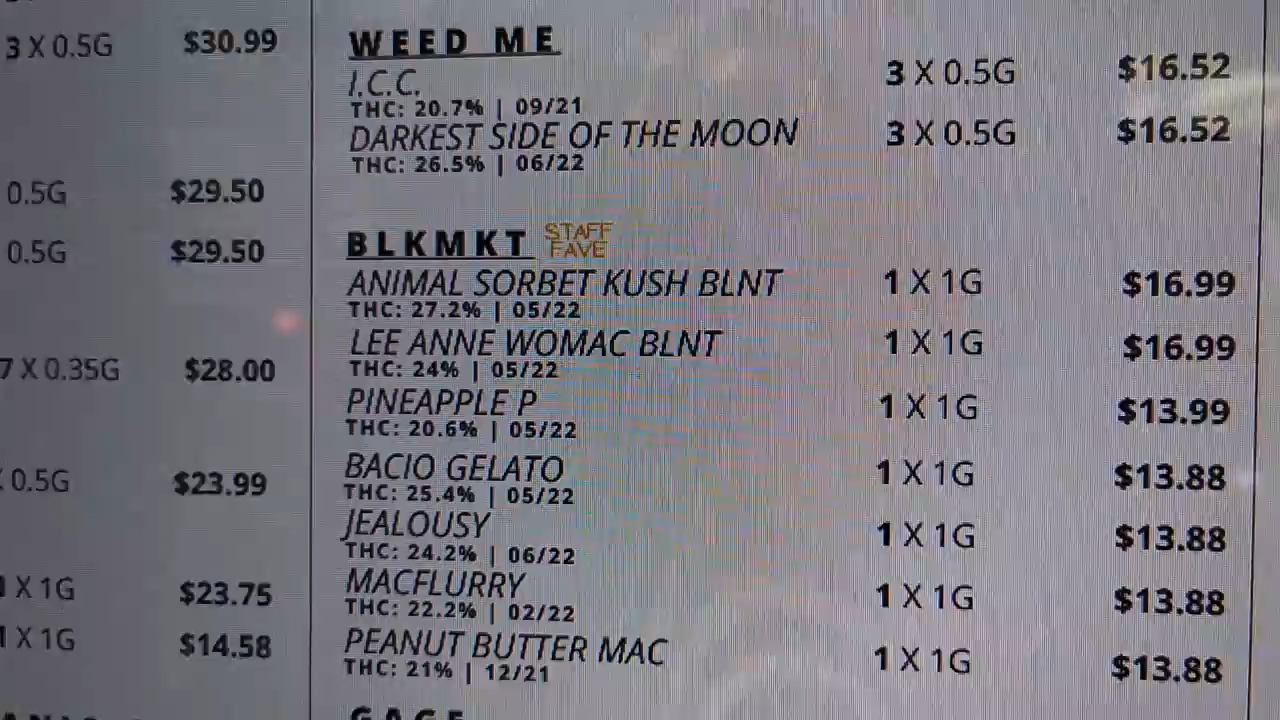 3 X 0.5G $30.99
0.5G $29.50
0.5G $29.50
7 X 0.35G $28.00
0.5G $23.99
1 X 1G $23.75
1 X 1G $14.58
WEED ME
I.C.C. 3 X 0.5G $16.52
THC: 20.7% | 09/21
DARKEST SIDE OF THE MOON 3 X 0.5G $16.52
THC: 26.5% | 06/22
BLKMKT STAFF FAVE
ANIMAL SORBET KUSH BLNT 1 X 1G $16.99
THC: 27.2% | 05/22
LEE ANNE WOMAC BLNT 1 X 1G $16.99
THC: 24% | 05/22
PINEAPPLE P 1 X 1G $13.99
THC: 20.6% | 05/22
BACIO GELATO 1 X 1G $13.88
THC: 25.4% | 05/22
JEALOUSY 1 X 1G $13.88
THC: 24.2% | 06/22
MACFLURRY 1 X 1G $13.88
THC: 22.2% | 02/22
PEANUT BUTTER MAC 1 X 1G $13.88
THC: 21% | 12/21
GAGE